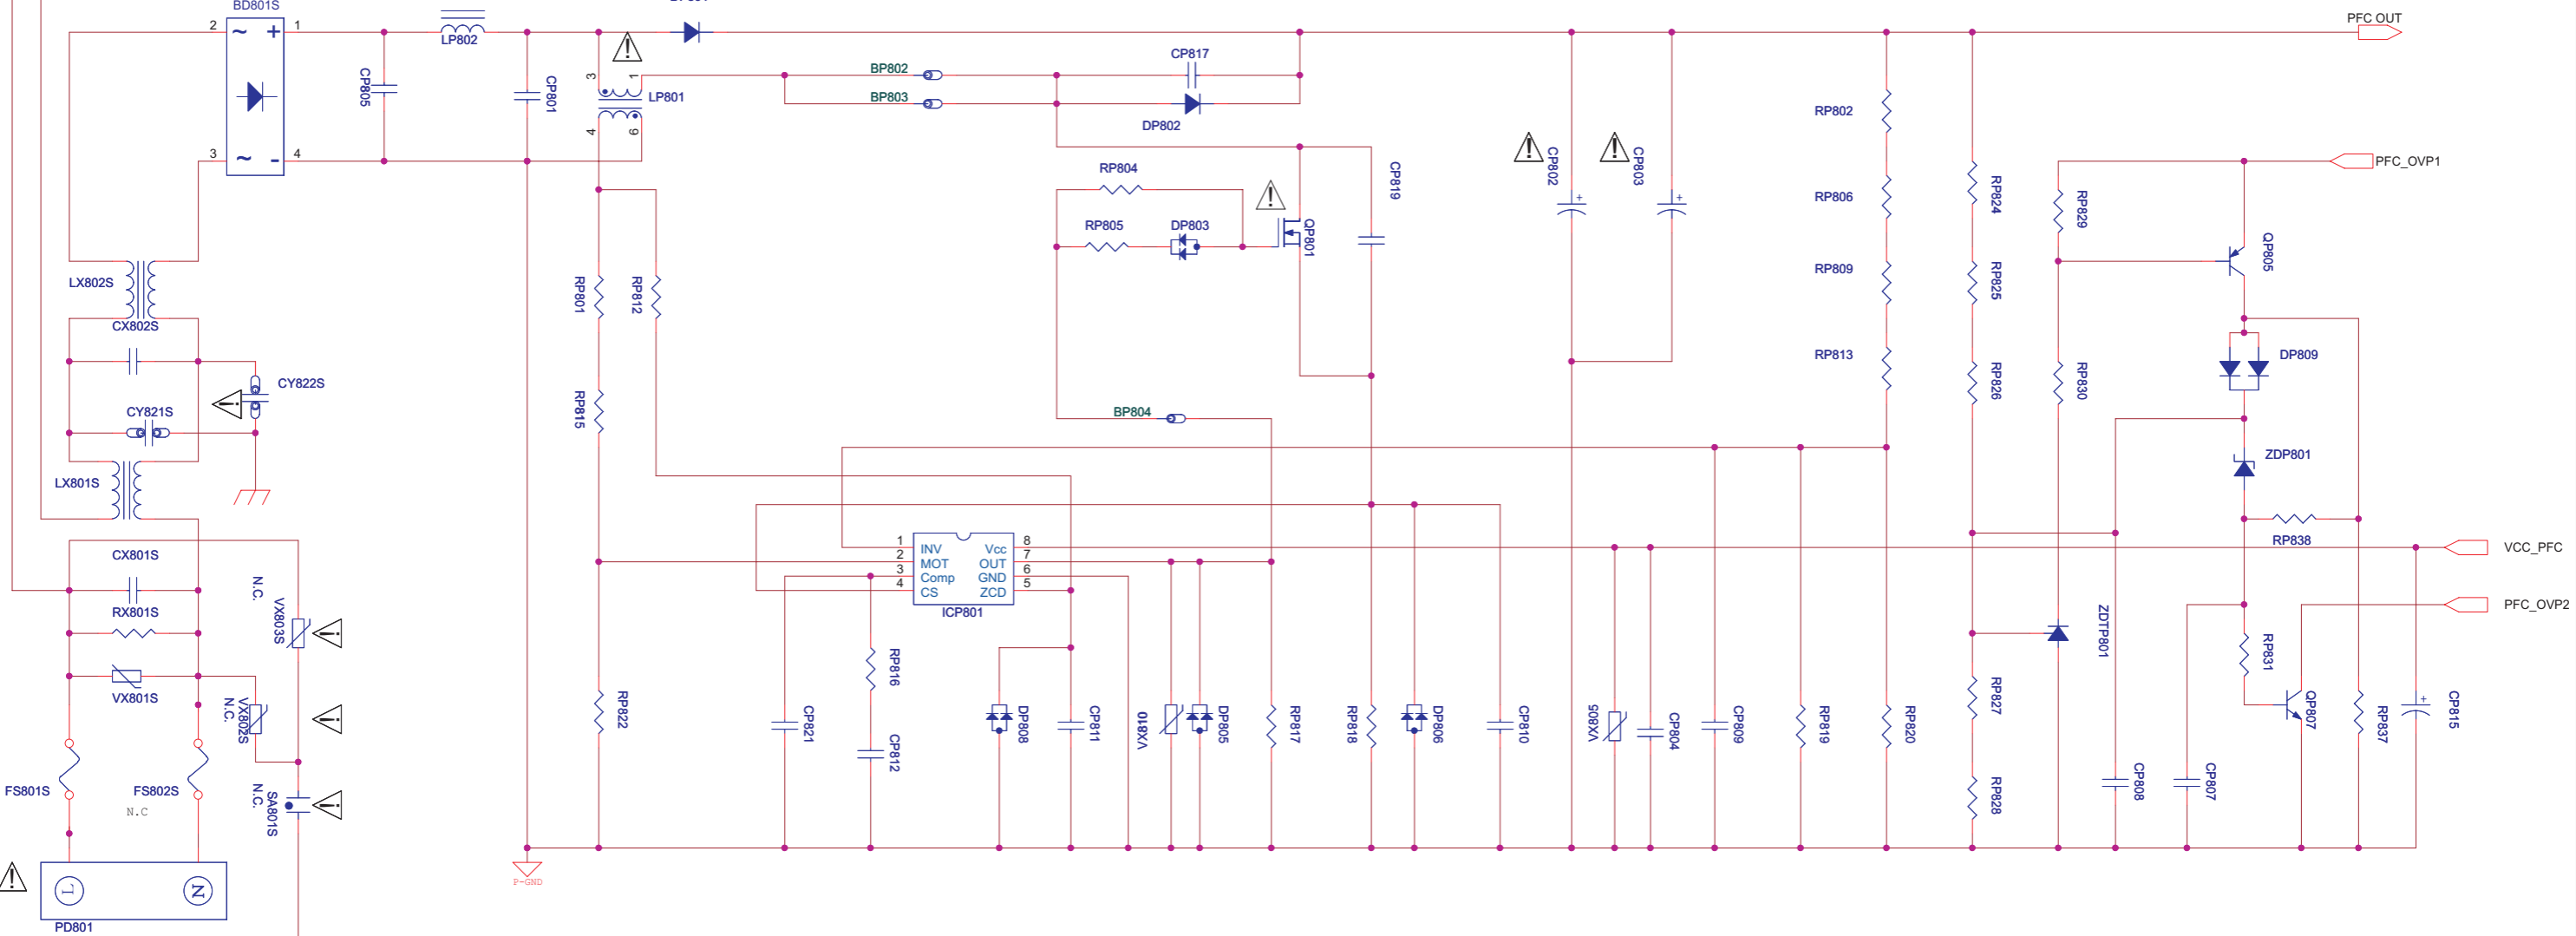 BD801S
2
1
3
4
LP802
CP805
CP801
3
1
4
6
LP801
BP802
BP803
CP817
DP802
PFC OUT
RP802
RP806
RP809
RP813
CP802
CP803
RP804
RP805
DP803
QP801
CP819
RP824
RP825
RP826
RP829
RP830
PFC_OVP1
QP805
DP809
ZDP801
RP838
LX802S
CX802S
CY822S
CY821S
LX801S
RP801
RP812
RP815
BP804
1
2
3
4
INV
MOT
Comp
CS
Vcc
OUT
GND
ZCD
8
7
6
5
ICP801
VCC_PFC
PFC_OVP2
CX801S
RX801S
VX801S
N.C.
VX803S
VX802S
N.C.
N.C.
SA801S
FS801S
FS802S
N.C
RP822
CP821
RP816
CP812
DP808
CP811
VX810
DP805
RP817
RP818
DP806
CP810
VX805
CP804
CP809
RP819
RP820
RP827
RP828
ZDTP801
CP808
CP807
RP831
QP807
RP837
CP815
P-GND
L
N
PD801